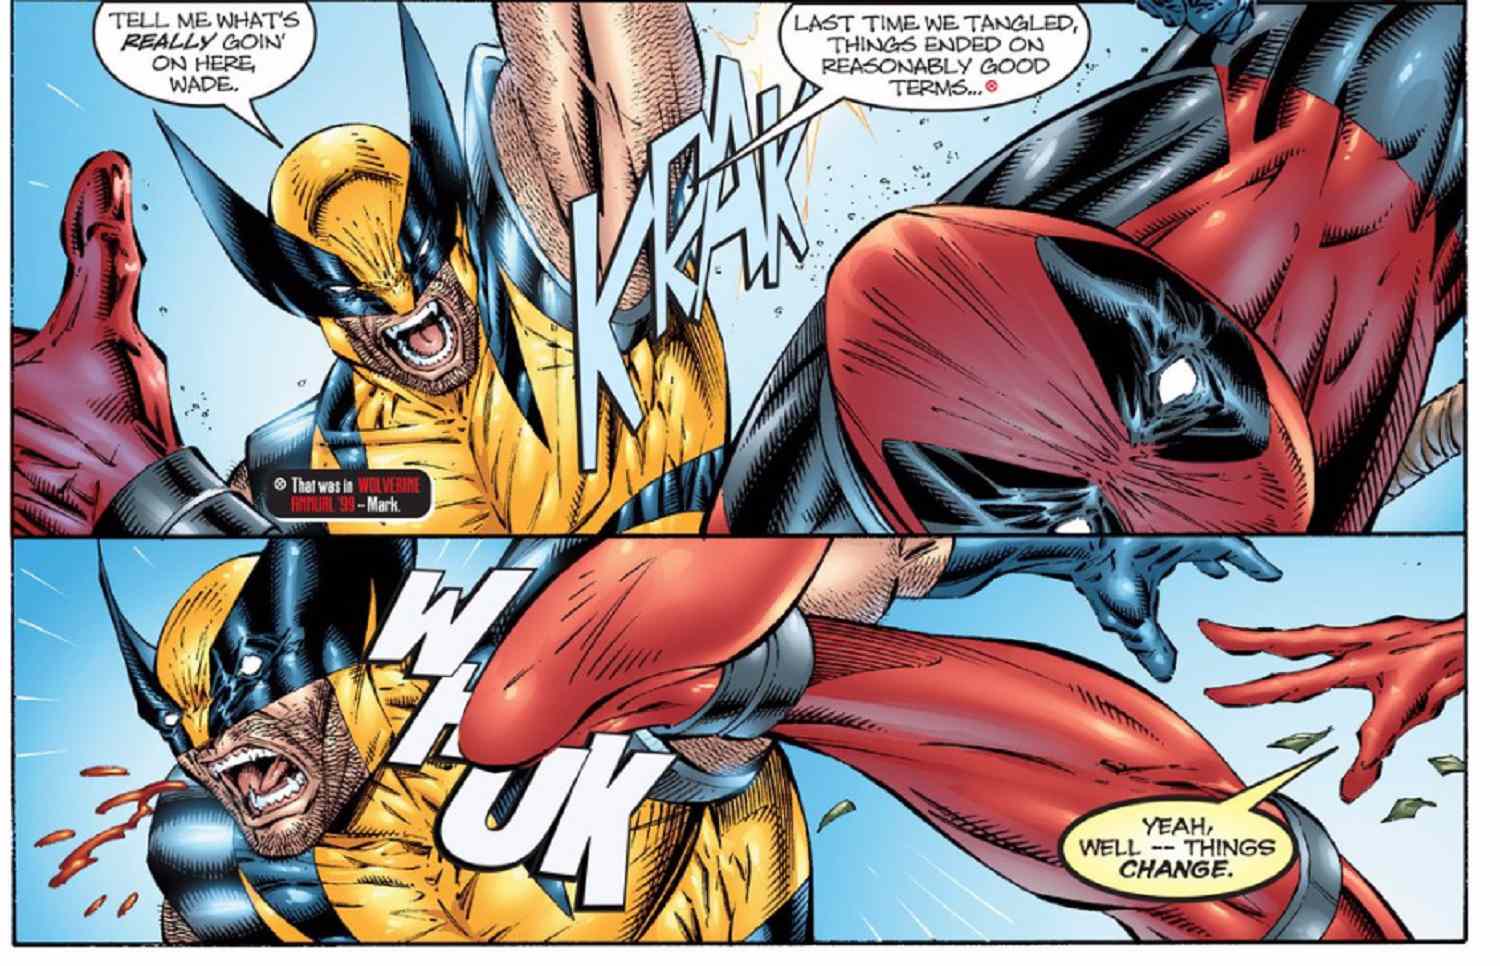 TELL ME WHAT'S
REALLY GOIN'
ON HERE,
WADE.
LAST TIME WE TANGLED,
THINGS ENDED ON
REASONABLY GOOD
TERMS...⊗
KRAK
⊗ That was in WOLVERINE
ANNUAL '99 -- Mark.
WHUK
YEAH,
WELL -- THINGS
CHANGE.